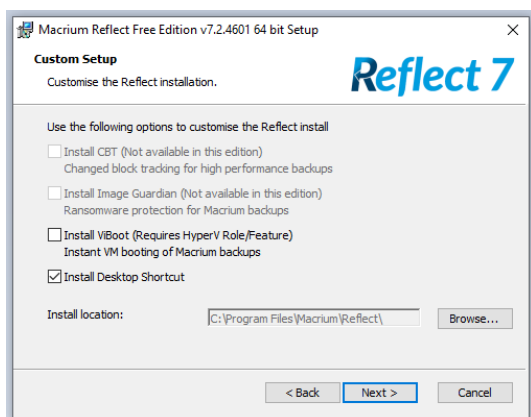 Macrium Reflect Free Edition v7.2.4601 64 bit Setup
Custom Setup
Customise the Reflect installation.
Reflect 7
Use the following options to customise the Reflect install
Install CBT (Not available in this edition)
Changed block tracking for high performance backups
Install Image Guardian (Not available in this edition)
Ransomware protection for Macrium backups
Install ViBoot (Requires HyperV Role/Feature)
Instant VM booting of Macrium backups
Install Desktop Shortcut
Install location: C:\Program Files\Macrium\Reflect\ Browse...
< Back Next > Cancel